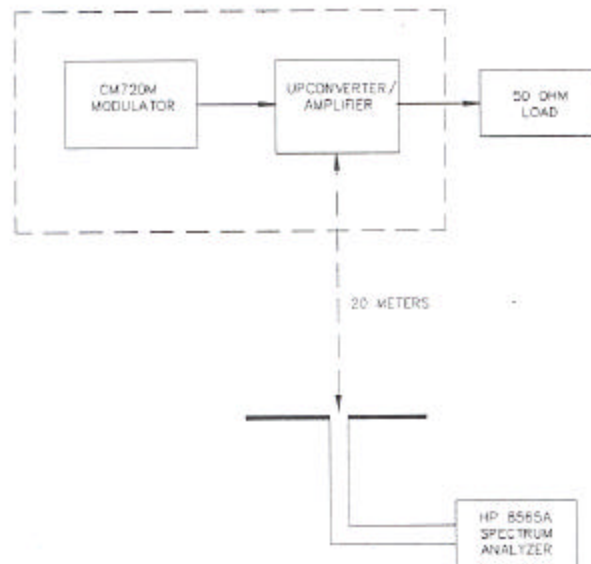 CM720M
MODULATOR
UPCONVERTER/
AMPLIFIER
50 OHM
LOAD
20 METERS
HP 8565A
SPECTRUM
ANALYZER